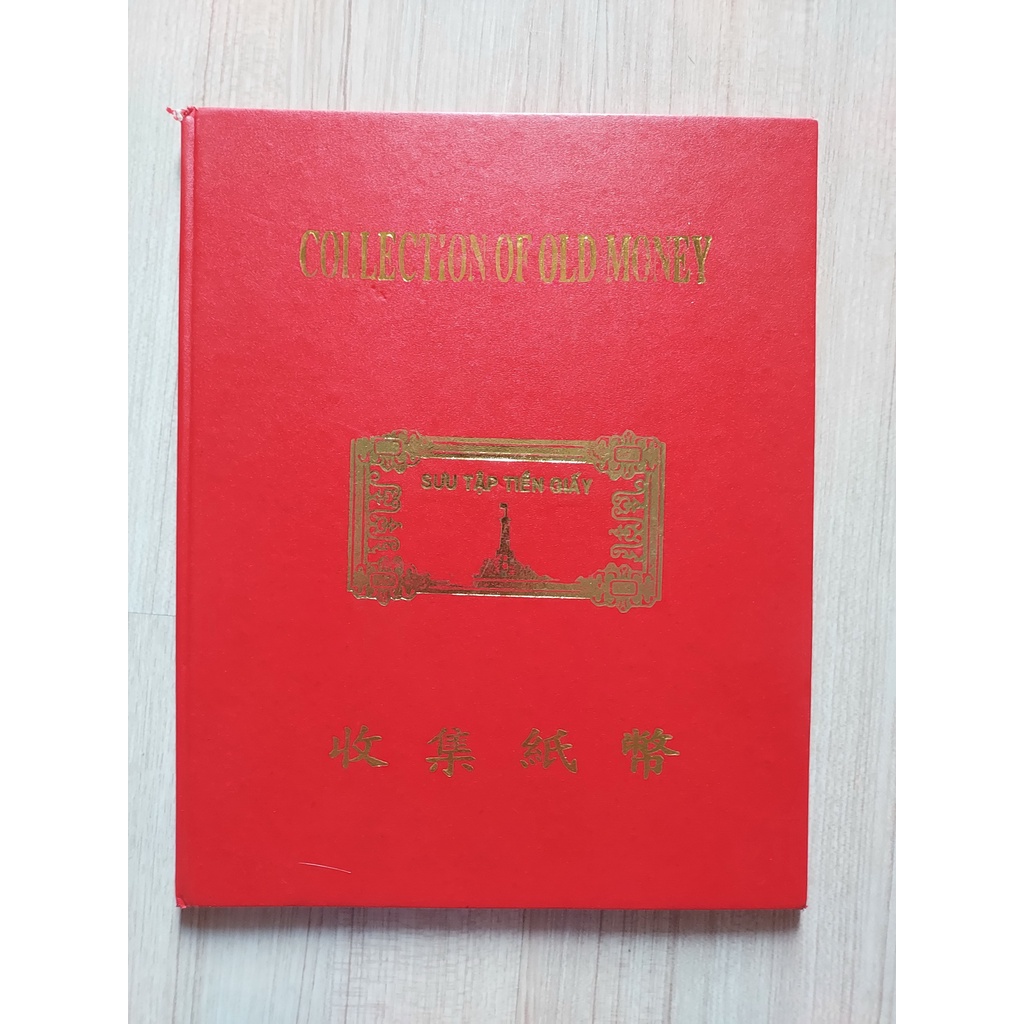 COLLECTiON OF OLD MONEY
SƯU TẬP TIỀN GIẤY
收集紙幣